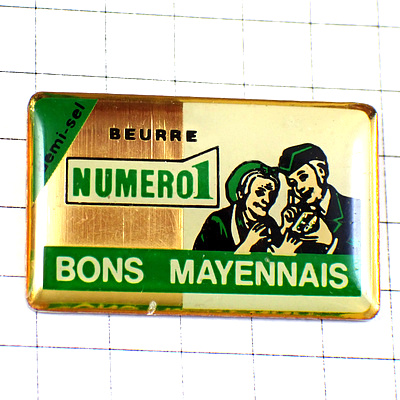 demi-sel
BEURRE
NUMERO1
BONS MAYENNAIS